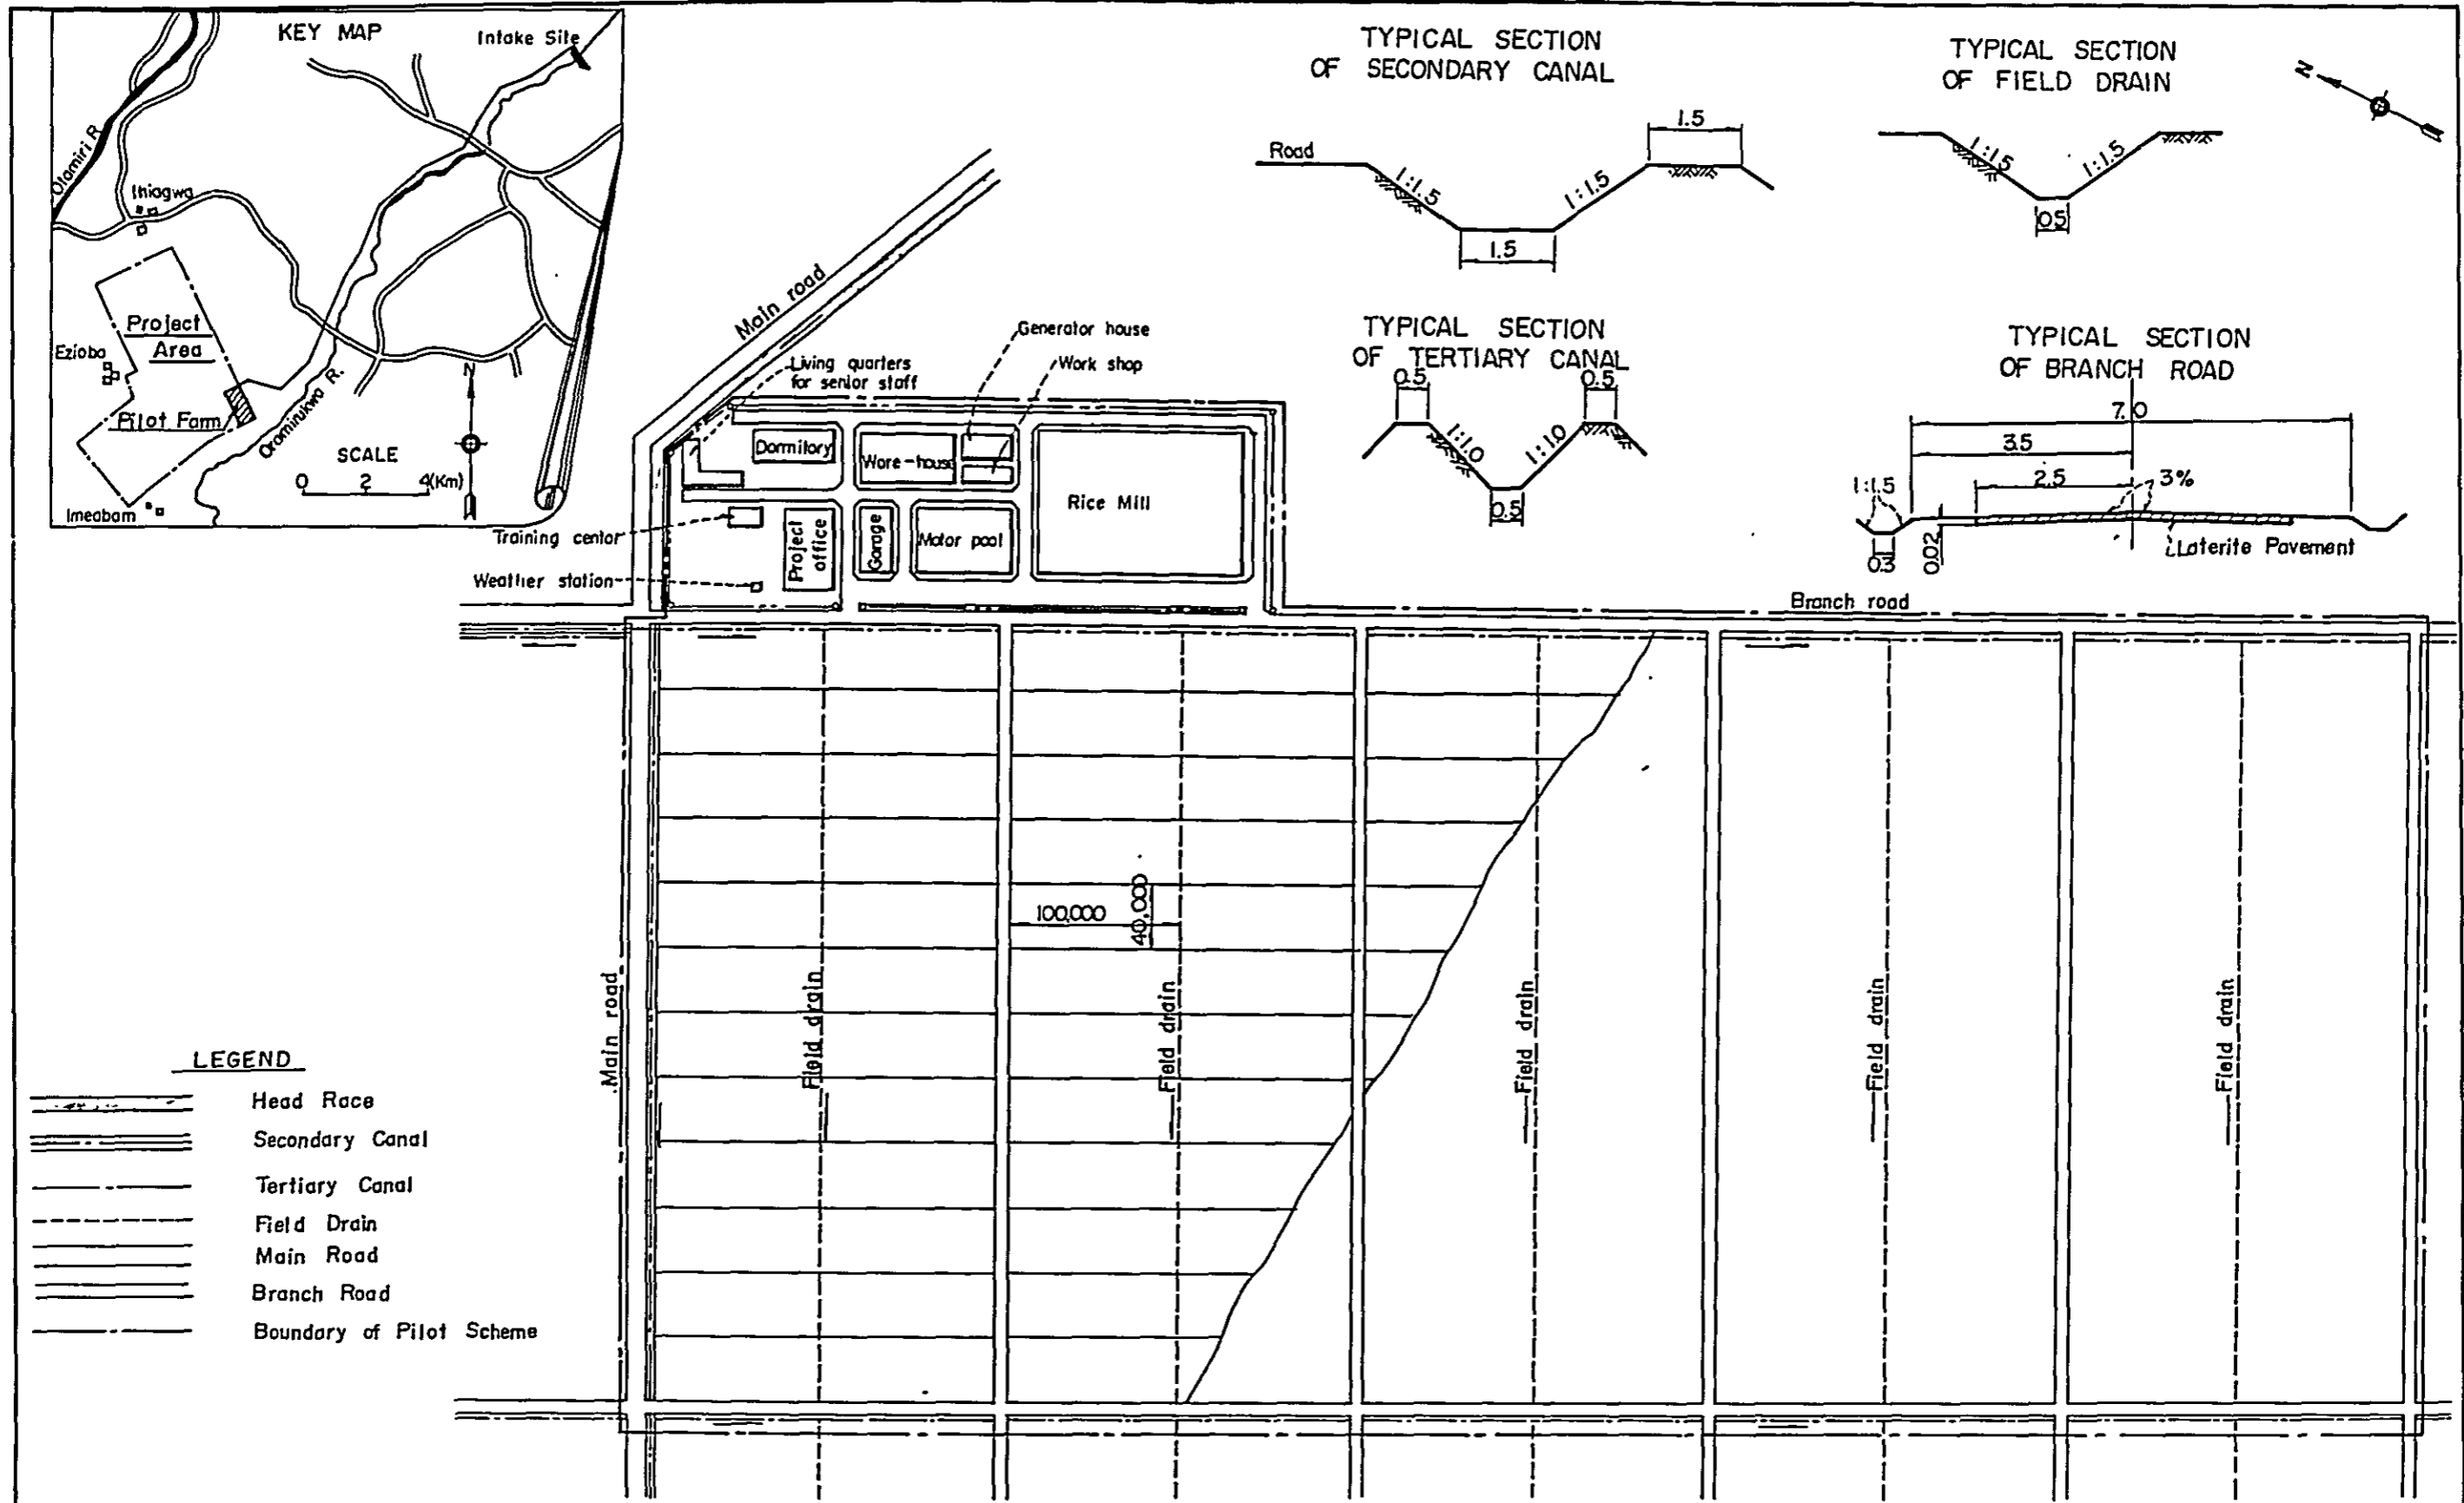 KEY MAP
Intake Site
Otamiri R.
Ihiagwa
Project
Area
Ezioba
Pilot Farm
Oramirukwa R.
N
SCALE
0 2 4(Km)
Imeabam
TYPICAL SECTION
OF SECONDARY CANAL
Road
1:1.5
1:1.5
1.5
1.5
TYPICAL SECTION
OF FIELD DRAIN
1:1.5
1:1.5
0.5
N
TYPICAL SECTION
OF TERTIARY CANAL
0.5
0.5
1:1.0
1:1.0
0.5
TYPICAL SECTION
OF BRANCH ROAD
7.0
3.5
2.5
3%
1:1.5
0.3
0.02
Laterite Pavement
Main road
Generator house
Work shop
Living quarters
for senior staff
Dormitory
Ware-house
Rice Mill
Training center
Project
office
Garage
Motor pool
Weather station
Branch road
100,000
40,000
Main road
Field drain
Field drain
Field drain
Field drain
Field drain
LEGEND
Head Race
Secondary Canal
Tertiary Canal
Field Drain
Main Road
Branch Road
Boundary of Pilot Scheme